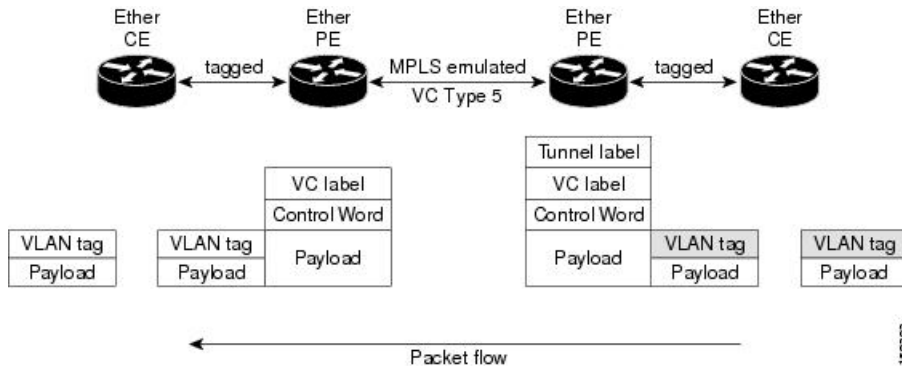 Ether CE
Ether PE
Ether PE
Ether CE
tagged
MPLS emulated
VC Type 5
tagged
VC label
Control Word
Payload
Tunnel label
VC label
Control Word
Payload
VLAN tag
Payload
VLAN tag
Payload
VLAN tag
Payload
VLAN tag
Payload
Packet flow